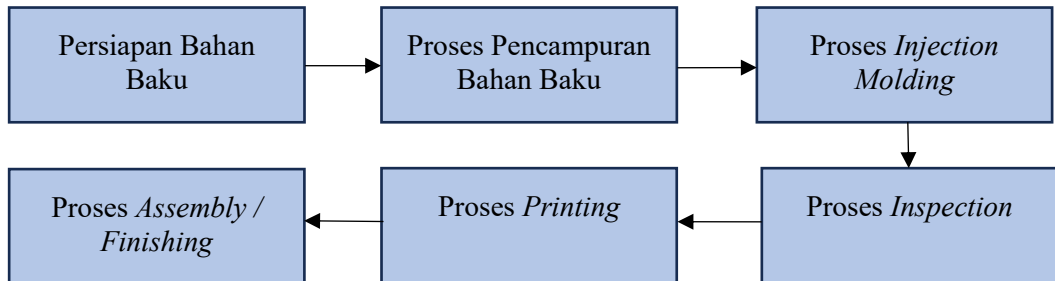 Persiapan Bahan
Baku
Proses Pencampuran
Bahan Baku
Proses Injection
Molding
Proses Inspection
Proses Printing
Proses Assembly /
Finishing